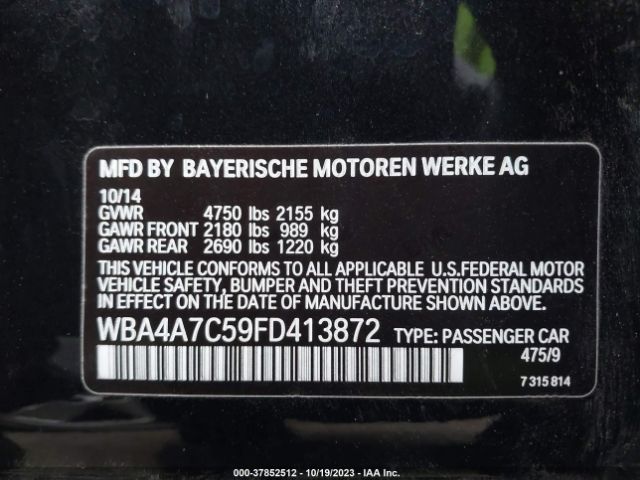 MFD BY BAYERISCHE MOTOREN WERKE AG
10/14
GVWR 4750 lbs 2155 kg
GAWR FRONT 2180 lbs 989 kg
GAWR REAR 2690 lbs 1220 kg
THIS VEHICLE CONFORMS TO ALL APPLICABLE U.S.FEDERAL MOTOR
VEHICLE SAFETY, BUMPER AND THEFT PREVENTION STANDARDS
IN EFFECT ON THE DATE OF MANUFACTURE SHOWN ABOVE.
WBA4A7C59FD413872 TYPE: PASSENGER CAR
475/9
7 315 814
000-37852512 - 10/19/2023 - IAA Inc.